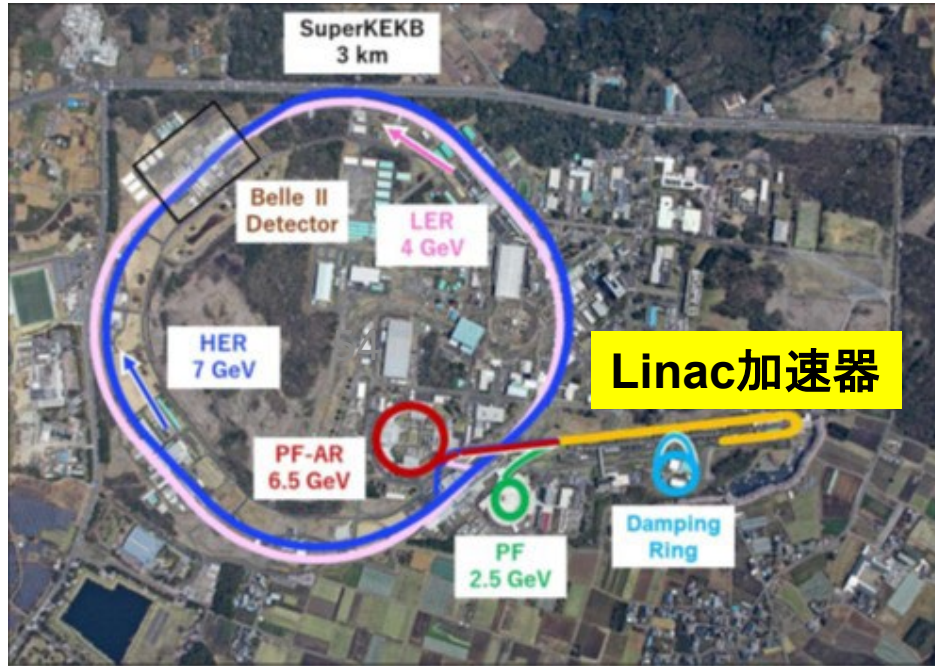 SuperKEKB
3 km
Belle II
Detector
LER
4 GeV
HER
7 GeV
Linac加速器
PF-AR
6.5 GeV
Damping
Ring
PF
2.5 GeV